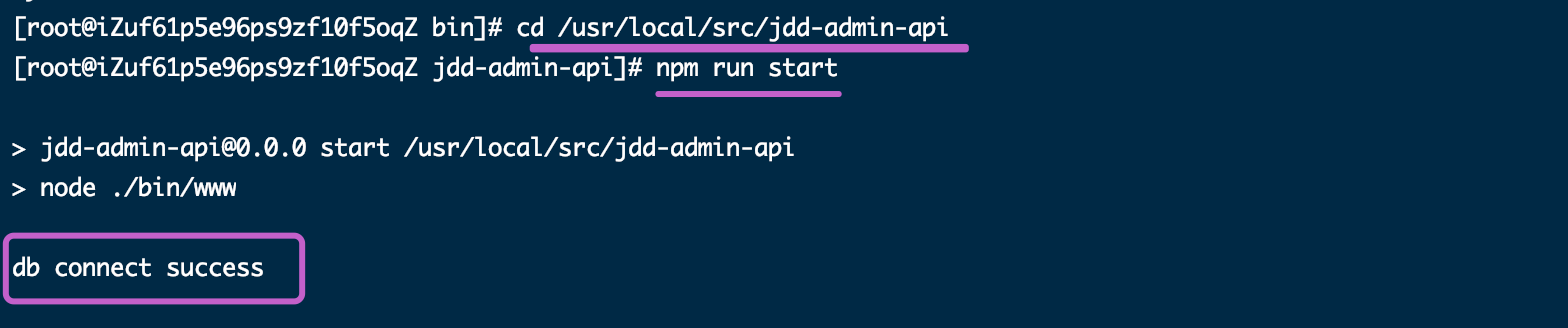 [root@iZuf61p5e96ps9zf10f5oqZ bin]# cd /usr/local/src/jdd-admin-api
[root@iZuf61p5e96ps9zf10f5oqZ jdd-admin-api]# npm run start
> jdd-admin-api@0.0.0 start /usr/local/src/jdd-admin-api
> node ./bin/www
db connect success